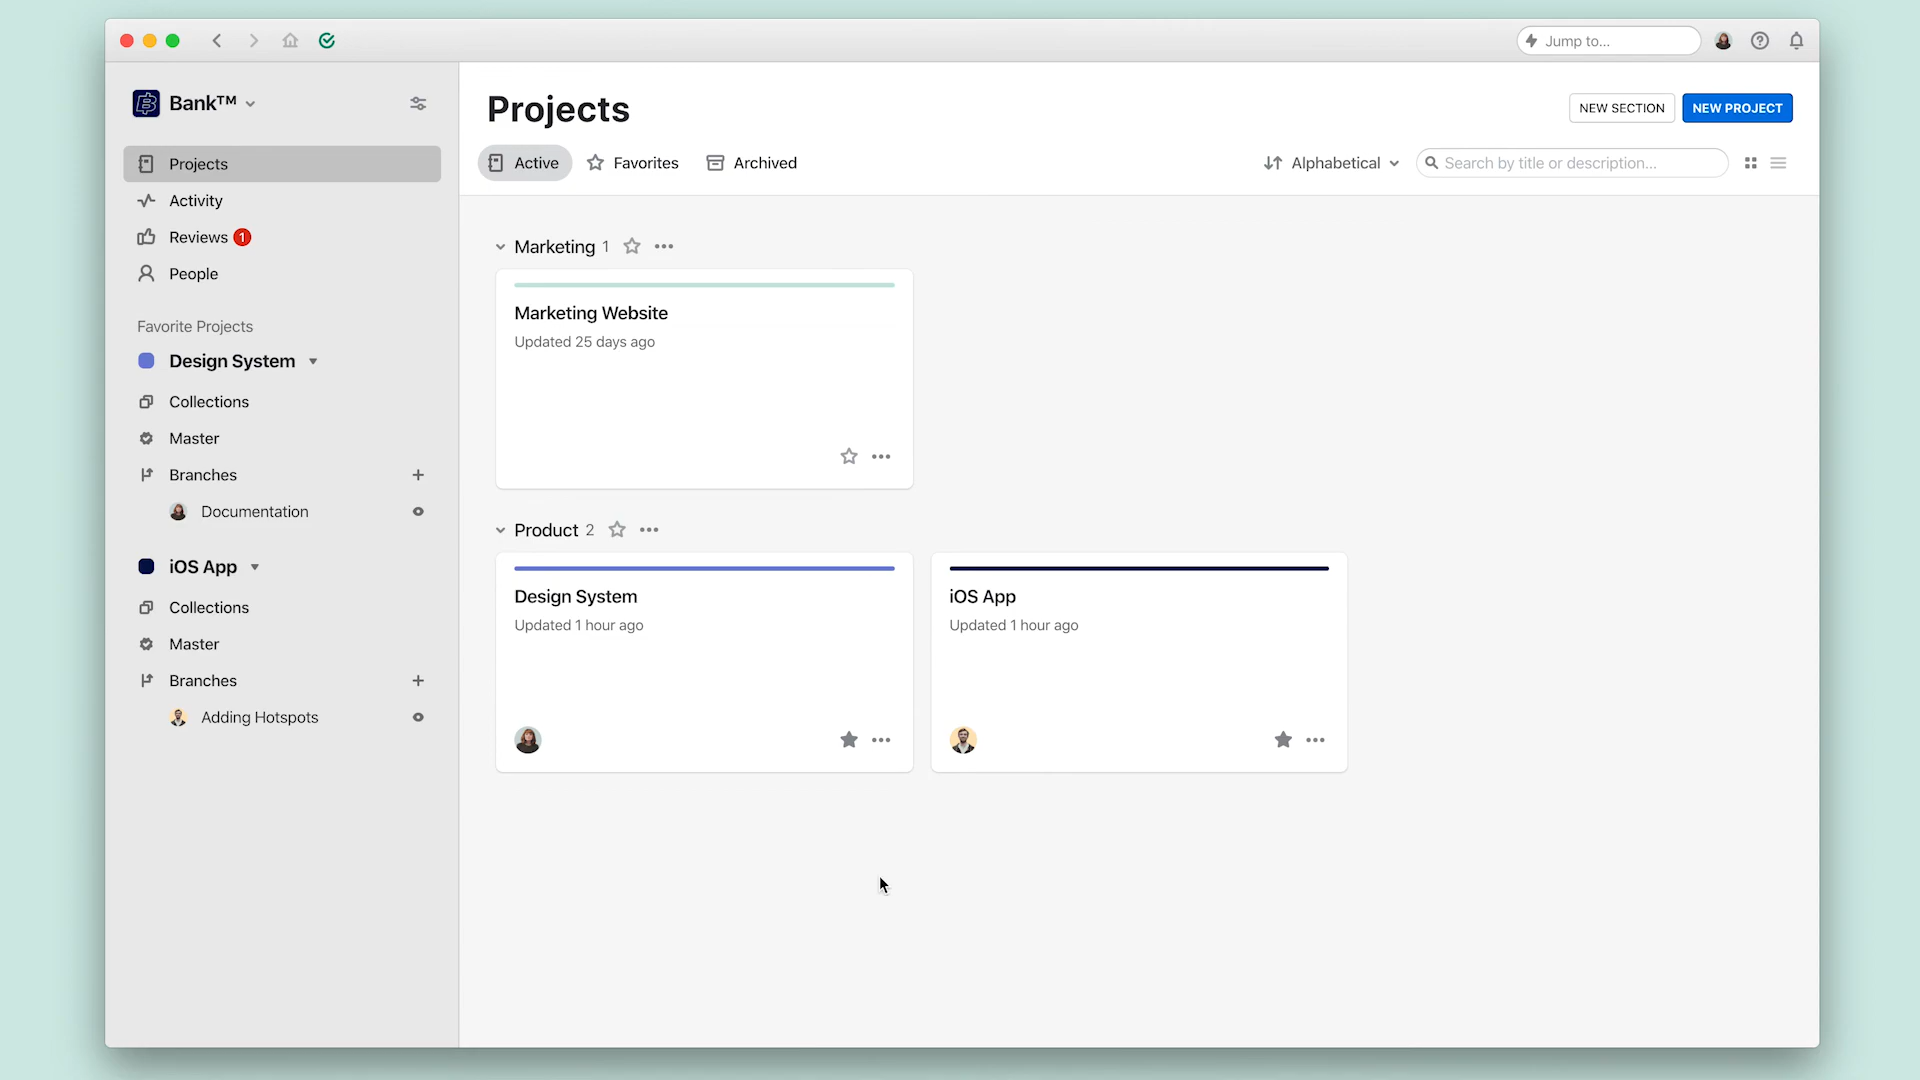 Jump to...
Bank™
Projects
Activity
Reviews 1
People
Favorite Projects
Design System
Collections
Master
Branches
Documentation
iOS App
Collections
Master
Branches
Adding Hotspots
Projects
NEW SECTION
NEW PROJECT
Active
Favorites
Archived
Alphabetical
Search by title or description...
Marketing 1
Marketing Website
Updated 25 days ago
Product 2
Design System
Updated 1 hour ago
iOS App
Updated 1 hour ago